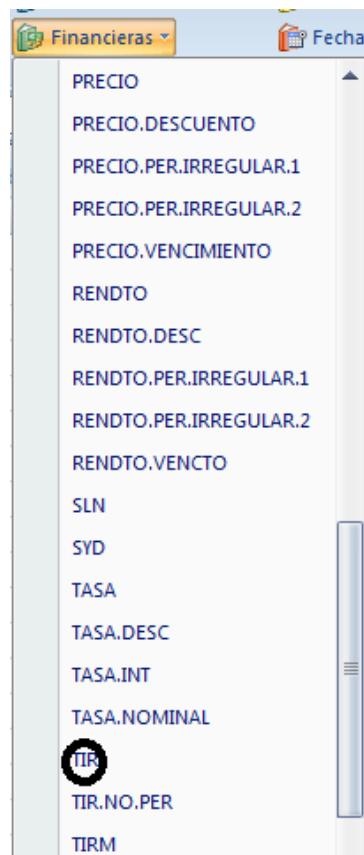 Financieras Fecha
PRECIO
PRECIO.DESCUENTO
PRECIO.PER.IRREGULAR.1
PRECIO.PER.IRREGULAR.2
PRECIO.VENCIMIENTO
RENDTO
RENDTO.DESC
RENDTO.PER.IRREGULAR.1
RENDTO.PER.IRREGULAR.2
RENDTO.VENCTO
SLN
SYD
TASA
TASA.DESC
TASA.INT
TASA.NOMINAL
TIR
TIR.NO.PER
TIRM